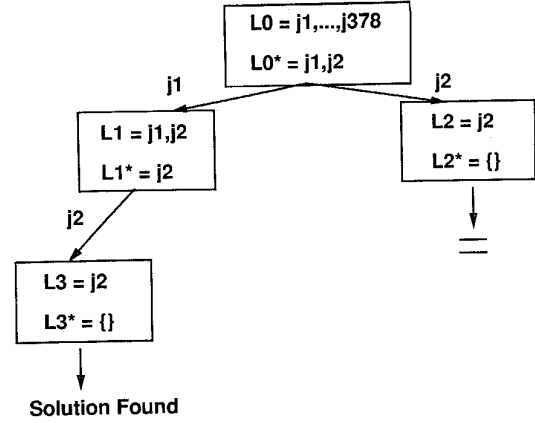 L0 = j1,...,j378
L0* = j1,j2
j1
j2
L1 = j1,j2
L1* = j2
L2 = j2
L2* = {}
j2
L3 = j2
L3* = {}
Solution Found